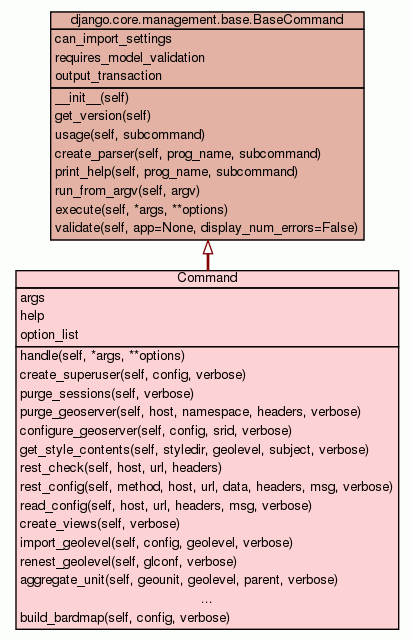 django.core.management.base.BaseCommand
can_import_settings
requires_model_validation
output_transaction
__init__(self)
get_version(self)
usage(self, subcommand)
create_parser(self, prog_name, subcommand)
print_help(self, prog_name, subcommand)
run_from_argv(self, argv)
execute(self, *args, **options)
validate(self, app=None, display_num_errors=False)
Command
args
help
option_list
handle(self, *args, **options)
create_superuser(self, config, verbose)
purge_sessions(self, verbose)
purge_geoserver(self, host, namespace, headers, verbose)
configure_geoserver(self, config, srid, verbose)
get_style_contents(self, styledir, geolevel, subject, verbose)
rest_check(self, host, url, headers)
rest_config(self, method, host, url, data, headers, msg, verbose)
read_config(self, host, url, headers, msg, verbose)
create_views(self, verbose)
import_geolevel(self, config, geolevel, verbose)
renest_geolevel(self, glconf, verbose)
aggregate_unit(self, geounit, geolevel, parent, verbose)
...
build_bardmap(self, config, verbose)